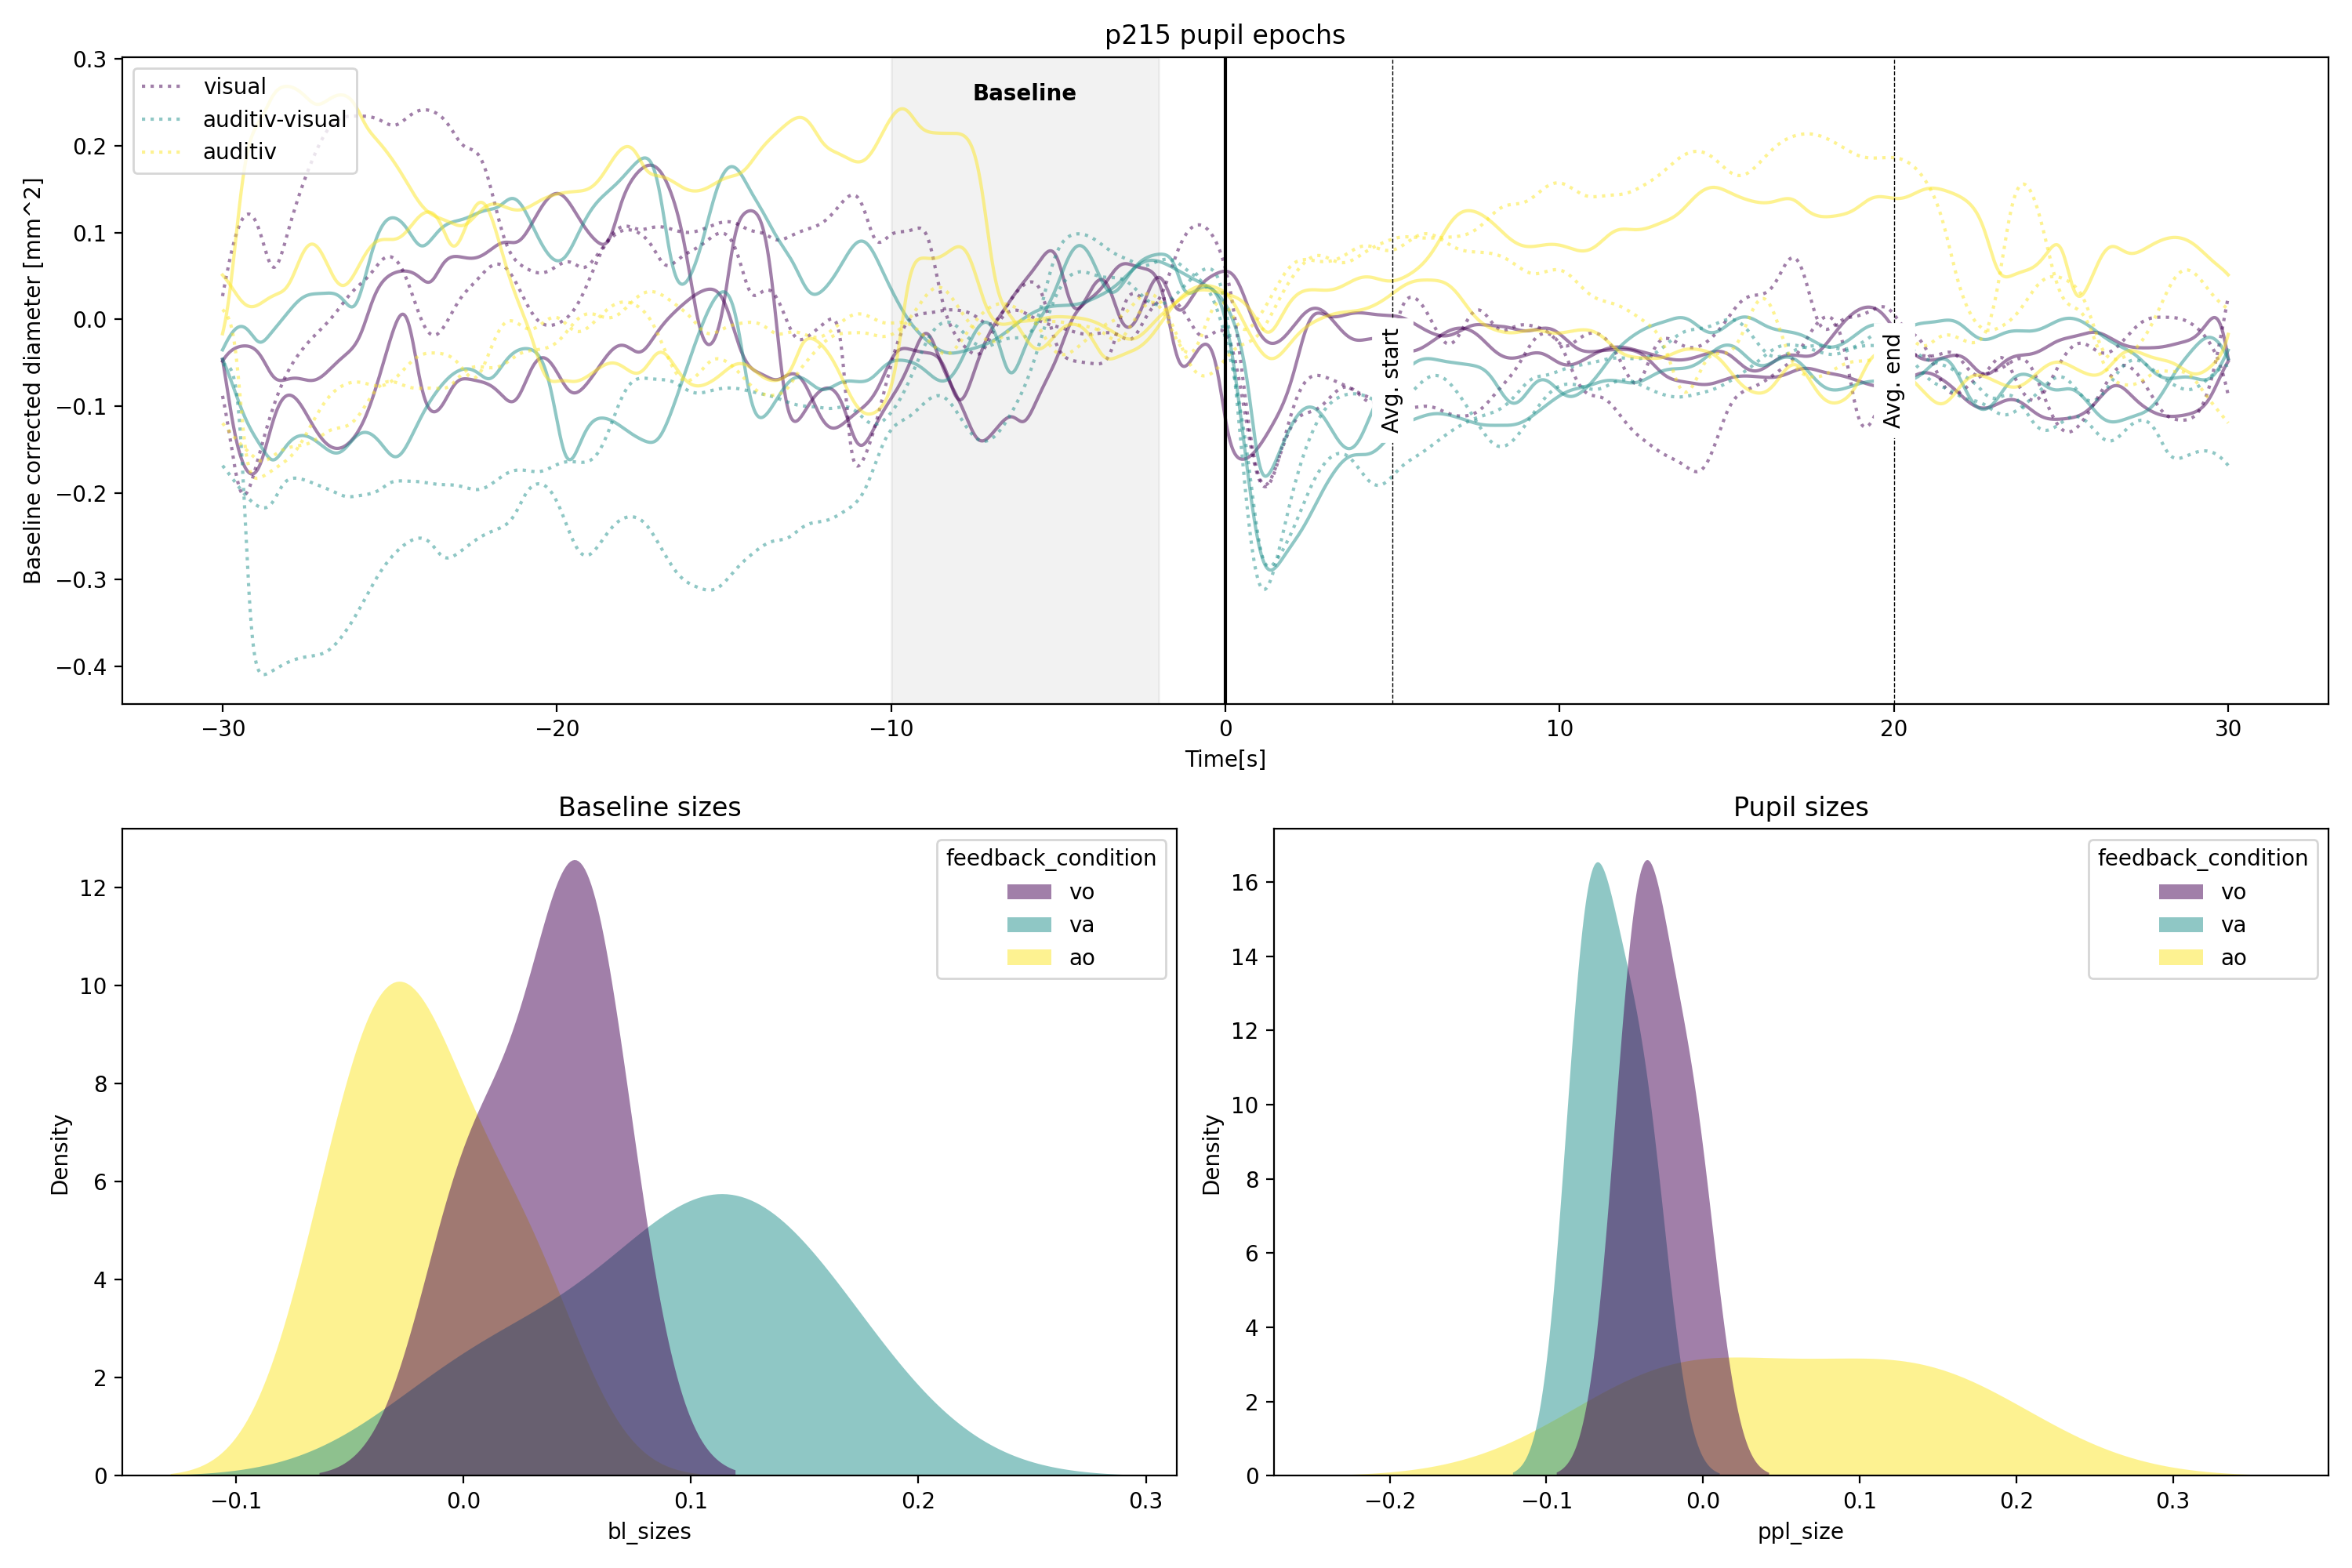 p215 pupil epochs
visual
auditiv-visual
auditiv
Baseline
Baseline corrected diameter [mm^2]
0.3
0.2
0.1
0.0
−0.1
−0.2
−0.3
−0.4
Avg. start
Avg. end
−30
−20
−10
0
10
20
30
Time[s]
Baseline sizes
feedback_condition
vo
va
ao
Density
12
10
8
6
4
2
0
−0.1
0.0
0.1
0.2
0.3
bl_sizes
Pupil sizes
feedback_condition
vo
va
ao
Density
16
14
12
10
8
6
4
2
0
−0.2
−0.1
0.0
0.1
0.2
0.3
ppl_size